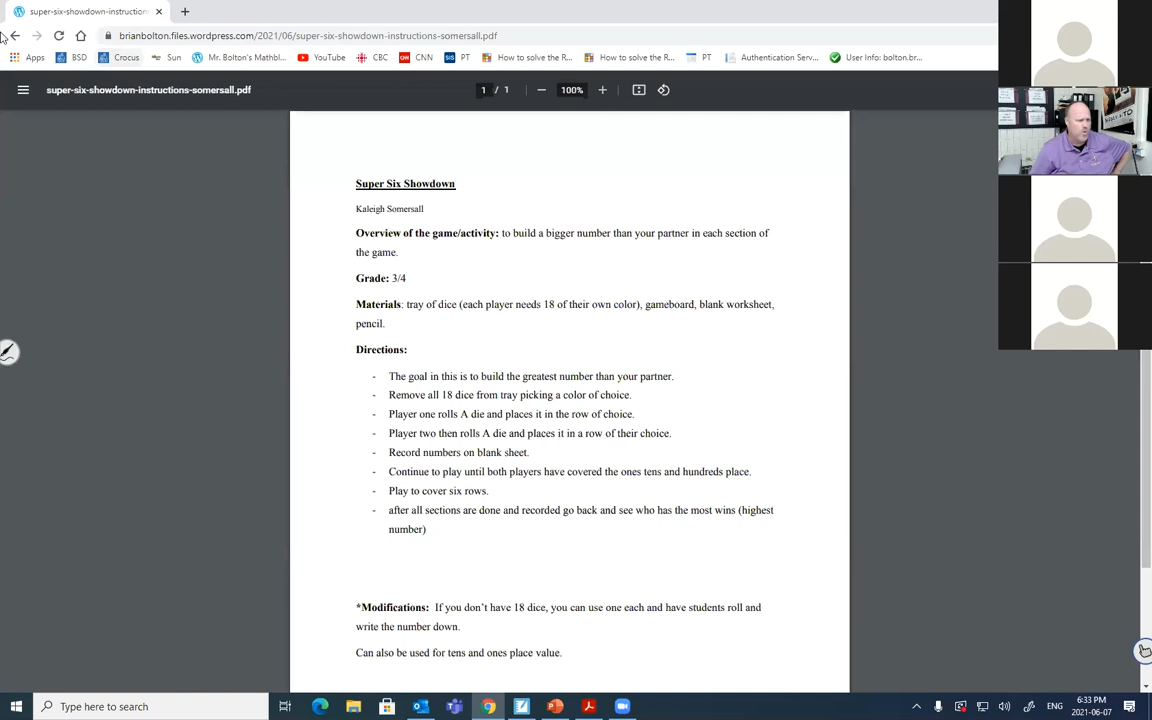 super-six-showdown-instruction
brianbolton.files.wordpress.com/2021/06/super-six-showdown-instructions-somersall.pdf
Apps BSD Crocus Sun Mr. Bolton's Mathbl... YouTube CBC CNN SIS PT How to solve the R... How to solve the R... PT Authentication Serv... User Info: bolton.br...
super-six-showdown-instructions-somersall.pdf 1 / 1 100%
Super Six Showdown
Kaleigh Somersall
Overview of the game/activity: to build a bigger number than your partner in each section of
the game.
Grade: 3/4
Materials: tray of dice (each player needs 18 of their own color), gameboard, blank worksheet,
pencil.
Directions:
- The goal in this is to build the greatest number than your partner.
- Remove all 18 dice from tray picking a color of choice.
- Player one rolls A die and places it in the row of choice.
- Player two then rolls A die and places it in a row of their choice.
- Record numbers on blank sheet.
- Continue to play until both players have covered the ones tens and hundreds place.
- Play to cover six rows.
- after all sections are done and recorded go back and see who has the most wins (highest
number)
*Modifications: If you don't have 18 dice, you can use one each and have students roll and
write the number down.
Can also be used for tens and ones place value.
Type here to search
ENG
6:33 PM
2021-06-07